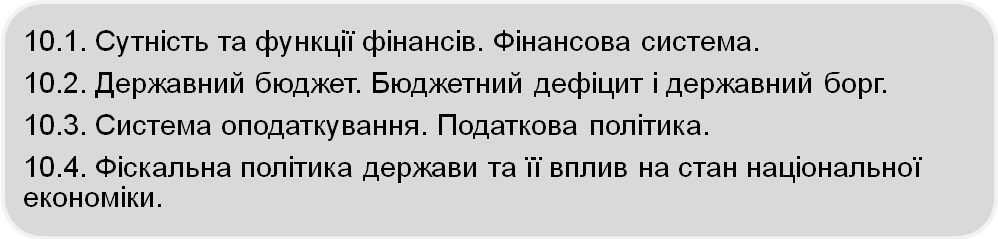 10.1. Сутність та функції фінансів. Фінансова система.
10.2. Державний бюджет. Бюджетний дефіцит і державний борг.
10.3. Система оподаткування. Податкова політика.
10.4. Фіскальна політика держави та її вплив на стан національної
економіки.